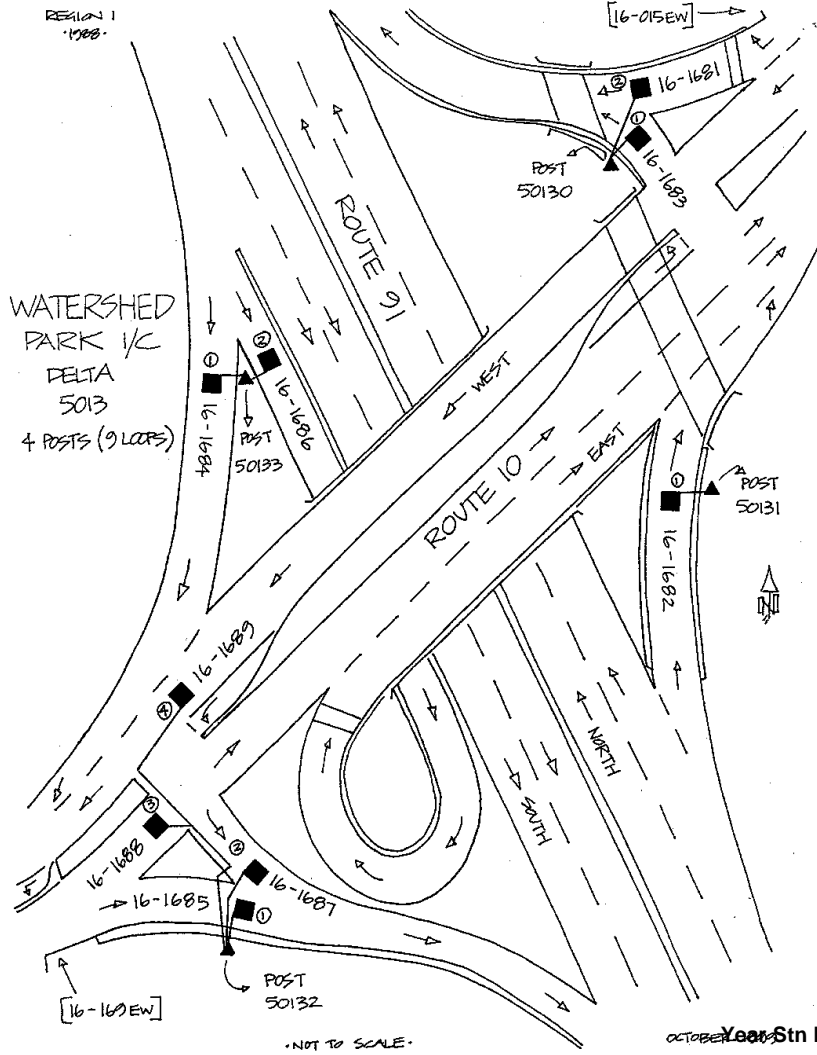 REGION 1
·1988·
[16-015EW]
② 16-1681
①
16-1683
POST
50130
ROUTE 91
WATERSHED
PARK I/C
DELTA
5013
4 POSTS (9 LOOPS)
①
16-1684
②
16-1686
POST
50133
WEST
ROUTE 10
EAST
①
POST
50131
16-1682
N
16-1689
④
③
16-1688
②
16-1687
16-1685
①
NORTH
SOUTH
POST
50132
[16-169EW]
·NOT TO SCALE·
OCTOBER
Year Stn